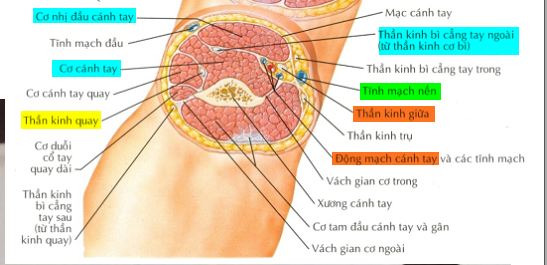 Cơ nhị đầu cánh tay
Tĩnh mạch đầu
Cơ cánh tay
Cơ cánh tay quay
Thần kinh quay
Cơ duỗi
cổ tay
quay dài
Thần kinh
bì cẳng
tay sau
(từ thần
kinh quay)
Mạc cánh tay
Thần kinh bì cẳng tay ngoài
(từ thần kinh cơ bì)
Thần kinh bì cẳng tay trong
Tĩnh mạch nền
Thần kinh giữa
Thần kinh trụ
Động mạch cánh tay và các tĩnh mạch
Vách gian cơ trong
Xương cánh tay
Cơ tam đầu cánh tay và gân
Vách gian cơ ngoài